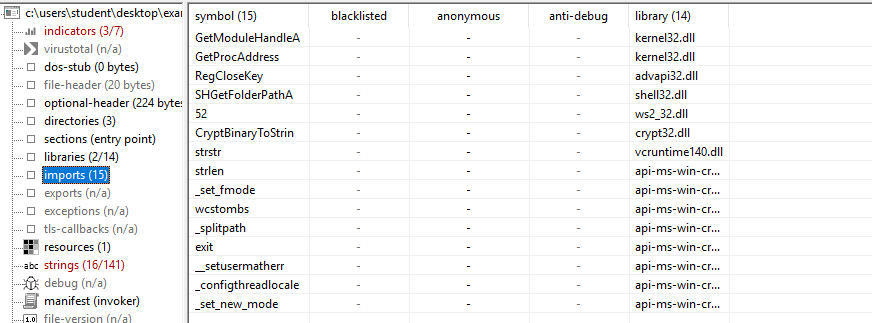 c:\users\student\desktop\exar
indicators (3/7)
virustotal (n/a)
dos-stub (0 bytes)
file-header (20 bytes)
optional-header (224 bytes
directories (3)
sections (entry point)
libraries (2/14)
imports (15)
exports (n/a)
exceptions (n/a)
tls-callbacks (n/a)
resources (1)
abc strings (16/141)
debug (n/a)
manifest (invoker)
1.0 file-version (n/a)
symbol (15) blacklisted anonymous anti-debug library (14)
GetModuleHandleA - - - kernel32.dll
GetProcAddress - - - kernel32.dll
RegCloseKey - - - advapi32.dll
SHGetFolderPathA - - - shell32.dll
52 - - - ws2_32.dll
CryptBinaryToStrin - - - crypt32.dll
strstr - - - vcruntime140.dll
strlen - - - api-ms-win-cr...
_set_fmode - - - api-ms-win-cr...
wcstombs - - - api-ms-win-cr...
_splitpath - - - api-ms-win-cr...
exit - - - api-ms-win-cr...
__setusermatherr - - - api-ms-win-cr...
_configthreadlocale - - - api-ms-win-cr...
_set_new_mode - - - api-ms-win-cr...